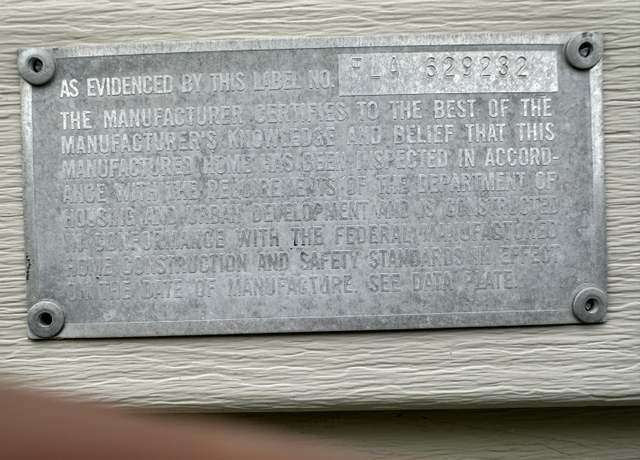 AS EVIDENCED BY THIS LABEL NO. FLA 629232
THE MANUFACTURER CERTIFIES TO THE BEST OF THE
MANUFACTURER'S KNOWLEDGE AND BELIEF THAT THIS
MANUFACTURED HOME HAS BEEN INSPECTED IN ACCORD-
ANCE WITH THE REQUIREMENTS OF THE DEPARTMENT OF
HOUSING AND URBAN DEVELOPMENT AND IS CONSTRUCTED
IN CONFORMANCE WITH THE FEDERAL MANUFACTURED
HOME CONSTRUCTION AND SAFETY STANDARDS IN EFFECT
ON THE DATE OF MANUFACTURE. SEE DATA PLATE